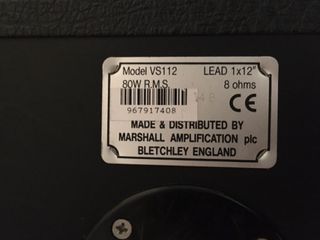 Model VS112 LEAD 1x12"
80W R.M.S. 8 ohms
CE
967917408
MADE & DISTRIBUTED BY
MARSHALL AMPLIFICATION plc
BLETCHLEY ENGLAND